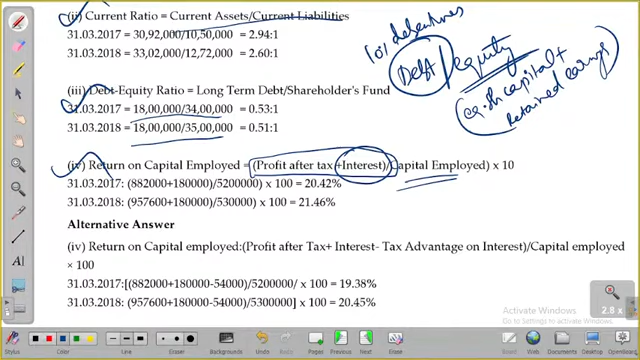 (ii) Current Ratio = Current Assets/Current Liabilities
31.03.2017 = 30,92,000/10,50,000 = 2.94:1
31.03.2018 = 33,02,000/12,72,000 = 2.60:1
10% debentures
Debt/equity
(eq. sh capital +
retained earings)
(iii) Debt-Equity Ratio = Long Term Debt/Shareholder's Fund
31.03.2017 = 18,00,000/34,00,000 = 0.53:1
31.03.2018 = 18,00,000/35,00,000 = 0.51:1
(iv) Return on Capital Employed = (Profit after tax +Interest)/Capital Employed) x 10
31.03.2017: (882000+180000)/5200000) x 100 = 20.42%
31.03.2018: (957600+180000)/530000) x 100 = 21.46%
Alternative Answer
(iv) Return on Capital employed:(Profit after Tax+ Interest- Tax Advantage on Interest)/Capital employed
× 100
31.03.2017:[(882000+180000-54000)/5200000/ x 100 = 19.38%
31.03.2018: (957600+180000-54000)/5300000] x 100 = 20.45%
2.8 x
Activate Windows
Go to Settings to activate Windows.
Select
Color
Line
Eraser
Backgrounds
Undo
Redo
Pages
Previous
Next
Erase
Desktop
Openning